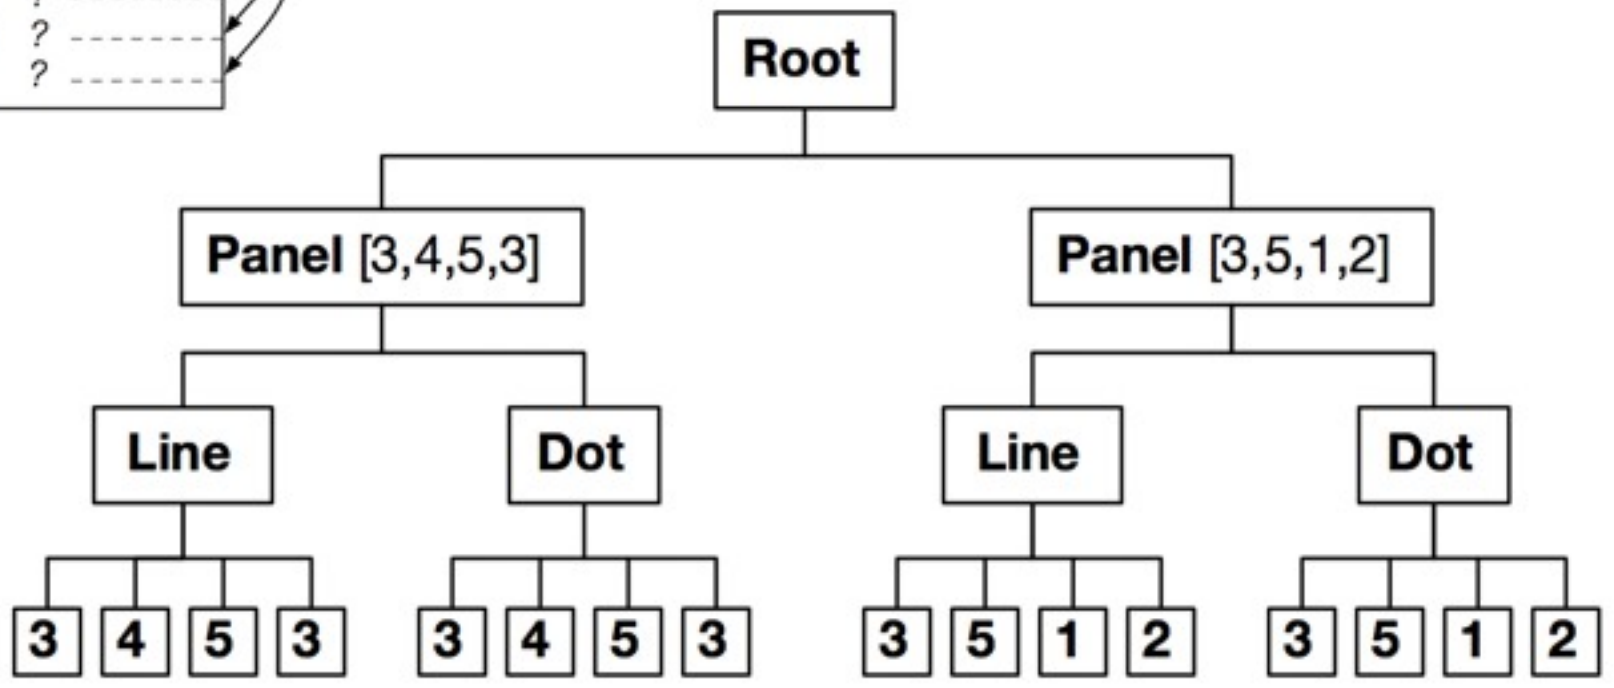 ?
?
Root
Panel [3,4,5,3]
Panel [3,5,1,2]
Line
Dot
Line
Dot
3 4 5 3
3 4 5 3
3 5 1 2
3 5 1 2